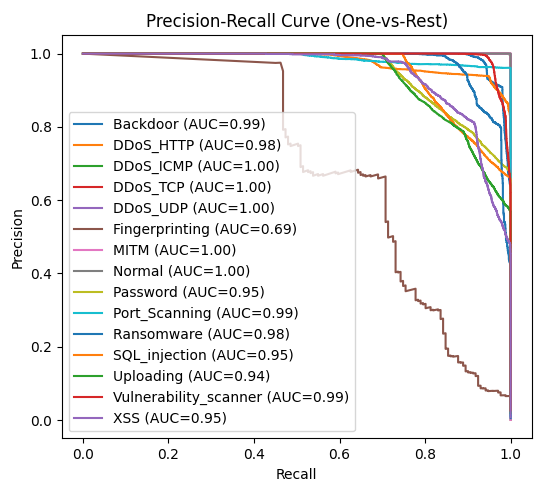 Precision-Recall Curve (One-vs-Rest)
Precision
1.0
0.8
0.6
0.4
0.2
0.0
Backdoor (AUC=0.99)
DDoS_HTTP (AUC=0.98)
DDoS_ICMP (AUC=1.00)
DDoS_TCP (AUC=1.00)
DDoS_UDP (AUC=1.00)
Fingerprinting (AUC=0.69)
MITM (AUC=1.00)
Normal (AUC=1.00)
Password (AUC=0.95)
Port_Scanning (AUC=0.99)
Ransomware (AUC=0.98)
SQL_injection (AUC=0.95)
Uploading (AUC=0.94)
Vulnerability_scanner (AUC=0.99)
XSS (AUC=0.95)
0.0 0.2 0.4 0.6 0.8 1.0
Recall